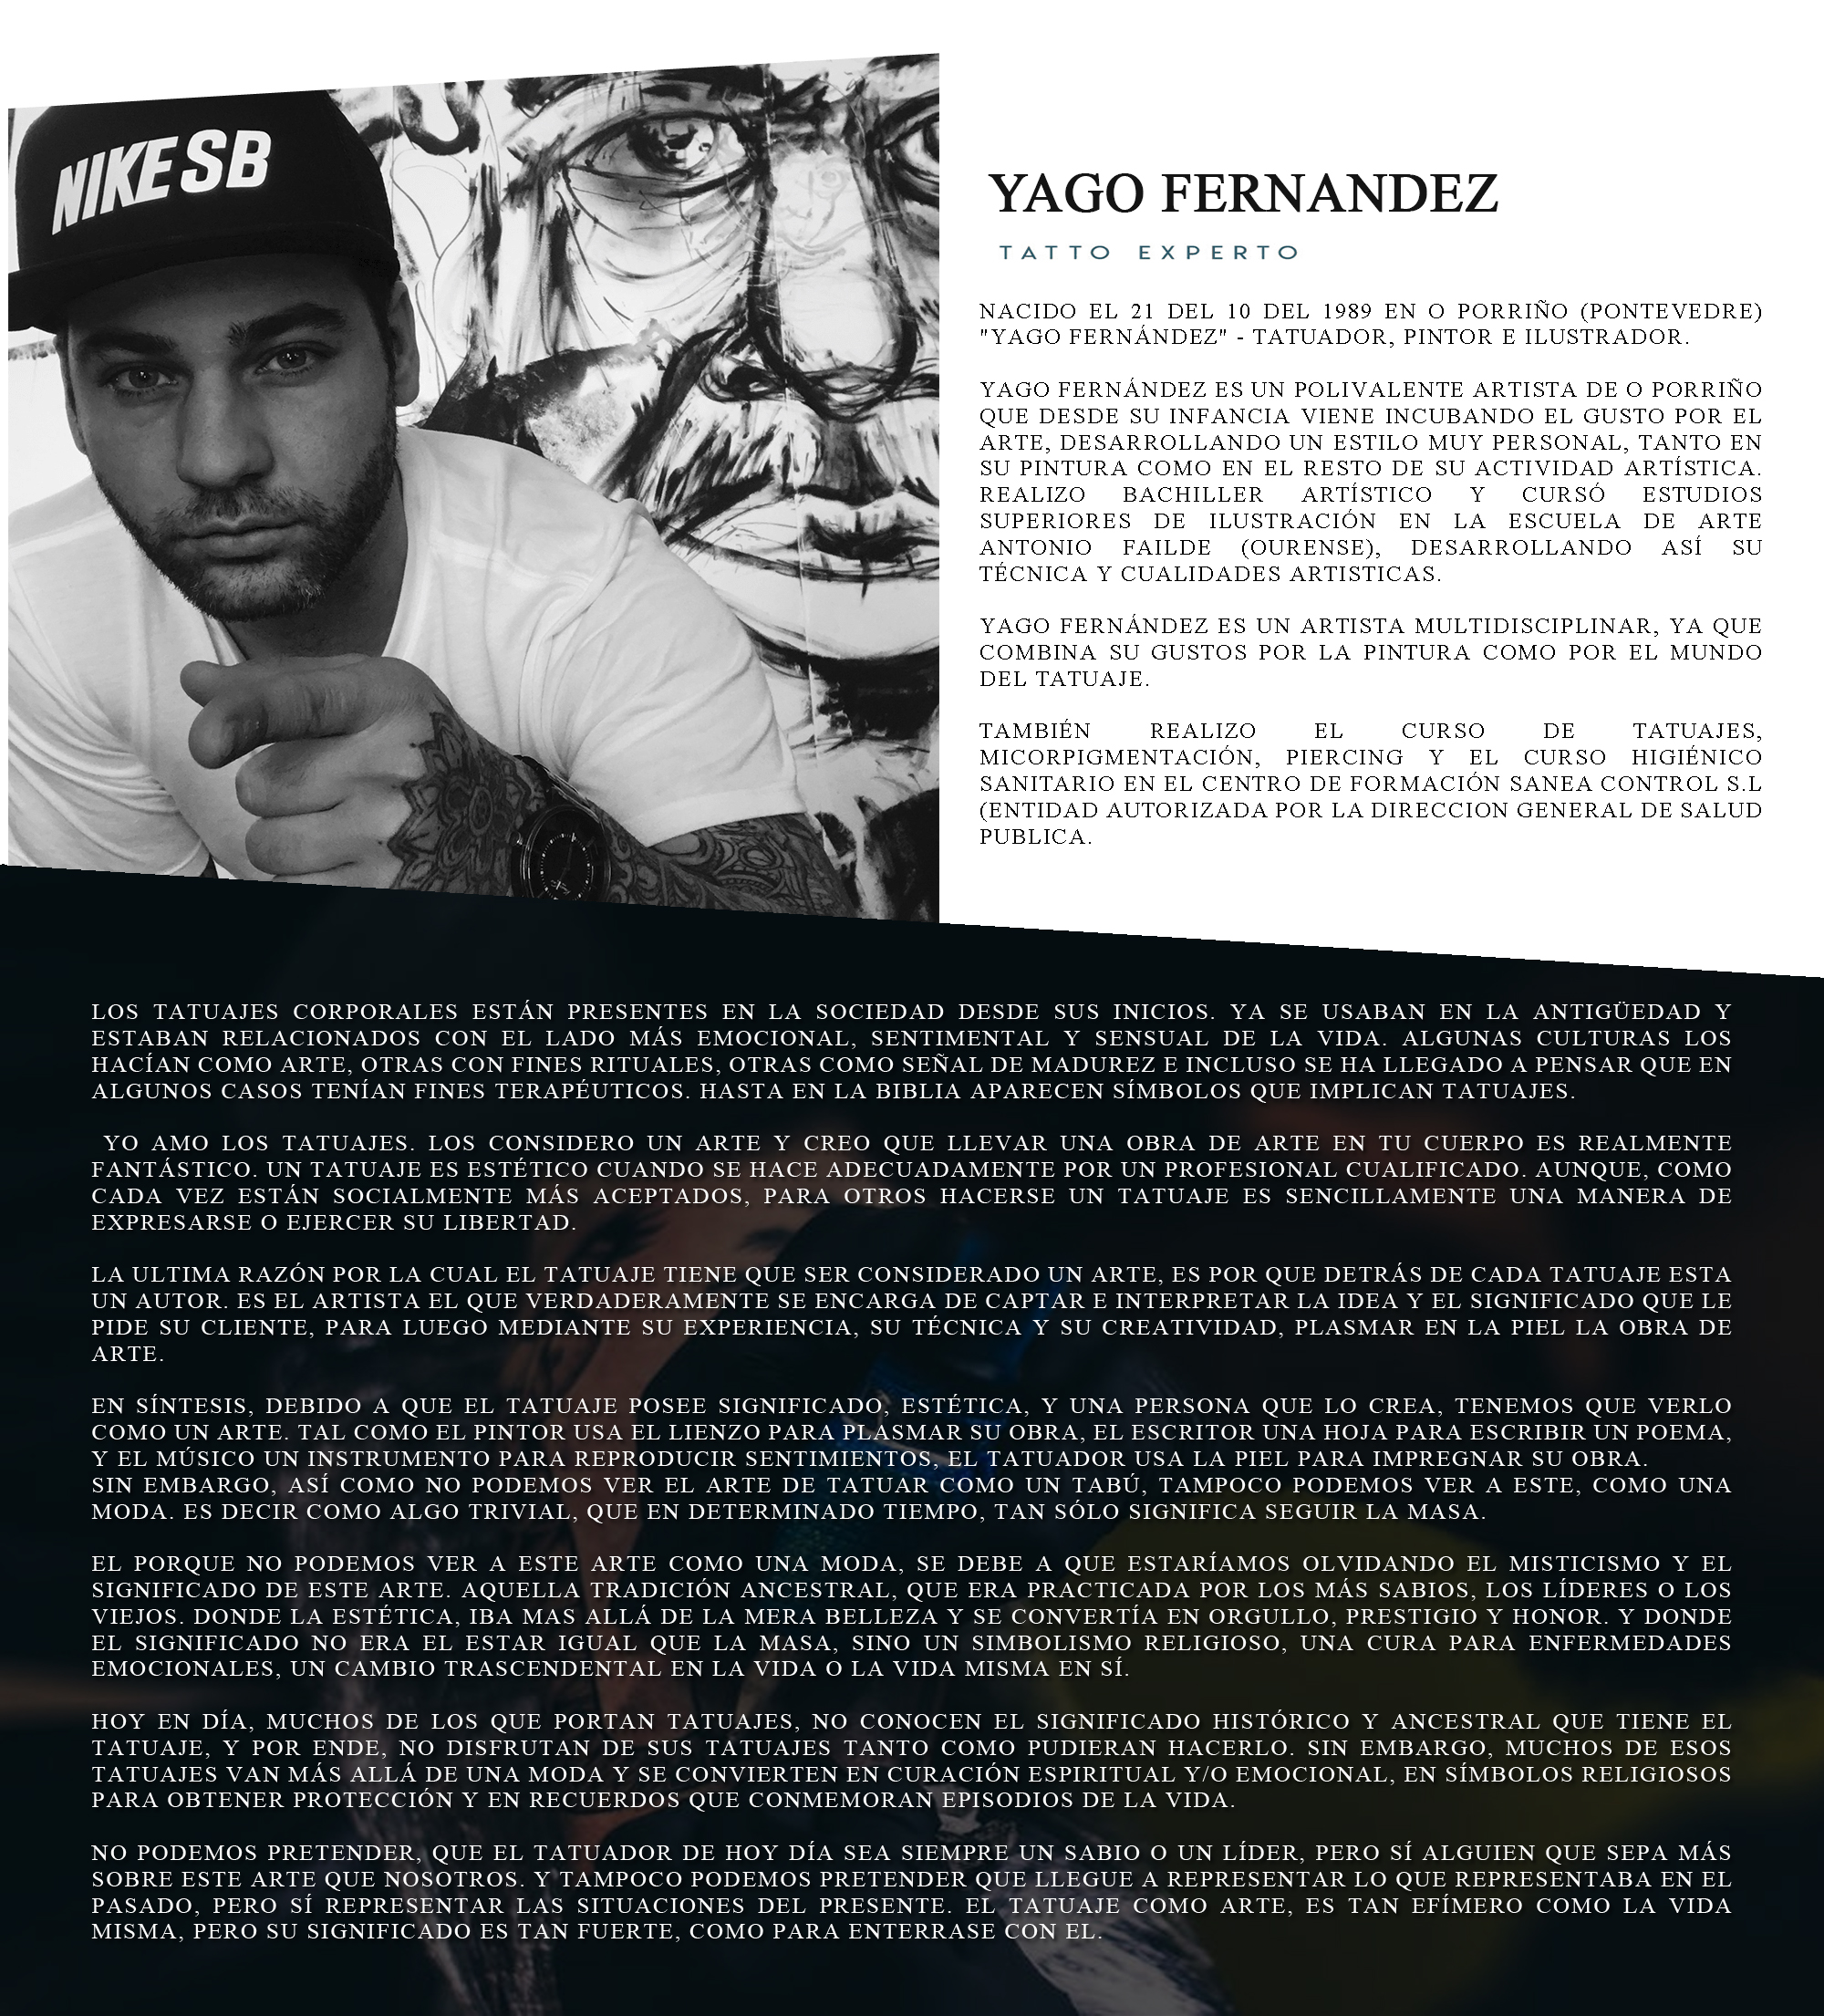 NIKE SB
YAGO FERNANDEZ
TATTO EXPERTO
NACIDO EL 21 DEL 10 DEL 1989 EN O PORRIÑO (PONTEVEDRE)
"YAGO FERNÁNDEZ" - TATUADOR, PINTOR E ILUSTRADOR.
YAGO FERNÁNDEZ ES UN POLIVALENTE ARTISTA DE O PORRIÑO
QUE DESDE SU INFANCIA VIENE INCUBANDO EL GUSTO POR EL
ARTE, DESARROLLANDO UN ESTILO MUY PERSONAL, TANTO EN
SU PINTURA COMO EN EL RESTO DE SU ACTIVIDAD ARTÍSTICA.
REALIZO BACHILLER ARTÍSTICO Y CURSÓ ESTUDIOS
SUPERIORES DE ILUSTRACIÓN EN LA ESCUELA DE ARTE
ANTONIO FAILDE (OURENSE), DESARROLLANDO ASÍ SU
TÉCNICA Y CUALIDADES ARTISTICAS.
YAGO FERNÁNDEZ ES UN ARTISTA MULTIDISCIPLINAR, YA QUE
COMBINA SU GUSTOS POR LA PINTURA COMO POR EL MUNDO
DEL TATUAJE.
TAMBIÉN REALIZO EL CURSO DE TATUAJES,
MICORPIGMENTACIÓN, PIERCING Y EL CURSO HIGIÉNICO
SANITARIO EN EL CENTRO DE FORMACIÓN SANEA CONTROL S.L
(ENTIDAD AUTORIZADA POR LA DIRECCION GENERAL DE SALUD
PUBLICA.
LOS TATUAJES CORPORALES ESTÁN PRESENTES EN LA SOCIEDAD DESDE SUS INICIOS. YA SE USABAN EN LA ANTIGÜEDAD Y
ESTABAN RELACIONADOS CON EL LADO MÁS EMOCIONAL, SENTIMENTAL Y SENSUAL DE LA VIDA. ALGUNAS CULTURAS LOS
HACÍAN COMO ARTE, OTRAS CON FINES RITUALES, OTRAS COMO SEÑAL DE MADUREZ E INCLUSO SE HA LLEGADO A PENSAR QUE EN
ALGUNOS CASOS TENÍAN FINES TERAPÉUTICOS. HASTA EN LA BIBLIA APARECEN SÍMBOLOS QUE IMPLICAN TATUAJES.
YO AMO LOS TATUAJES. LOS CONSIDERO UN ARTE Y CREO QUE LLEVAR UNA OBRA DE ARTE EN TU CUERPO ES REALMENTE
FANTÁSTICO. UN TATUAJE ES ESTÉTICO CUANDO SE HACE ADECUADAMENTE POR UN PROFESIONAL CUALIFICADO. AUNQUE, COMO
CADA VEZ ESTÁN SOCIALMENTE MÁS ACEPTADOS, PARA OTROS HACERSE UN TATUAJE ES SENCILLAMENTE UNA MANERA DE
EXPRESARSE O EJERCER SU LIBERTAD.
LA ULTIMA RAZÓN POR LA CUAL EL TATUAJE TIENE QUE SER CONSIDERADO UN ARTE, ES POR QUE DETRÁS DE CADA TATUAJE ESTA
UN AUTOR. ES EL ARTISTA EL QUE VERDADERAMENTE SE ENCARGA DE CAPTAR E INTERPRETAR LA IDEA Y EL SIGNIFICADO QUE LE
PIDE SU CLIENTE, PARA LUEGO MEDIANTE SU EXPERIENCIA, SU TÉCNICA Y SU CREATIVIDAD, PLASMAR EN LA PIEL LA OBRA DE
ARTE.
EN SÍNTESIS, DEBIDO A QUE EL TATUAJE POSEE SIGNIFICADO, ESTÉTICA, Y UNA PERSONA QUE LO CREA, TENEMOS QUE VERLO
COMO UN ARTE. TAL COMO EL PINTOR USA EL LIENZO PARA PLASMAR SU OBRA, EL ESCRITOR UNA HOJA PARA ESCRIBIR UN POEMA,
Y EL MÚSICO UN INSTRUMENTO PARA REPRODUCIR SENTIMIENTOS, EL TATUADOR USA LA PIEL PARA IMPREGNAR SU OBRA.
SIN EMBARGO, ASÍ COMO NO PODEMOS VER EL ARTE DE TATUAR COMO UN TABÚ, TAMPOCO PODEMOS VER A ESTE, COMO UNA
MODA. ES DECIR COMO ALGO TRIVIAL, QUE EN DETERMINADO TIEMPO, TAN SÓLO SIGNIFICA SEGUIR LA MASA.
EL PORQUE NO PODEMOS VER A ESTE ARTE COMO UNA MODA, SE DEBE A QUE ESTARÍAMOS OLVIDANDO EL MISTICISMO Y EL
SIGNIFICADO DE ESTE ARTE. AQUELLA TRADICIÓN ANCESTRAL, QUE ERA PRACTICADA POR LOS MÁS SABIOS, LOS LÍDERES O LOS
VIEJOS. DONDE LA ESTÉTICA, IBA MAS ALLÁ DE LA MERA BELLEZA Y SE CONVERTÍA EN ORGULLO, PRESTIGIO Y HONOR. Y DONDE
EL SIGNIFICADO NO ERA EL ESTAR IGUAL QUE LA MASA, SINO UN SIMBOLISMO RELIGIOSO, UNA CURA PARA ENFERMEDADES
EMOCIONALES, UN CAMBIO TRASCENDENTAL EN LA VIDA O LA VIDA MISMA EN SÍ.
HOY EN DÍA, MUCHOS DE LOS QUE PORTAN TATUAJES, NO CONOCEN EL SIGNIFICADO HISTÓRICO Y ANCESTRAL QUE TIENE EL
TATUAJE, Y POR ENDE, NO DISFRUTAN DE SUS TATUAJES TANTO COMO PUDIERAN HACERLO. SIN EMBARGO, MUCHOS DE ESOS
TATUAJES VAN MÁS ALLÁ DE UNA MODA Y SE CONVIERTEN EN CURACIÓN ESPIRITUAL Y/O EMOCIONAL, EN SÍMBOLOS RELIGIOSOS
PARA OBTENER PROTECCIÓN Y EN RECUERDOS QUE CONMEMORAN EPISODIOS DE LA VIDA.
NO PODEMOS PRETENDER, QUE EL TATUADOR DE HOY DÍA SEA SIEMPRE UN SABIO O UN LÍDER, PERO SÍ ALGUIEN QUE SEPA MÁS
SOBRE ESTE ARTE QUE NOSOTROS. Y TAMPOCO PODEMOS PRETENDER QUE LLEGUE A REPRESENTAR LO QUE REPRESENTABA EN EL
PASADO, PERO SÍ REPRESENTAR LAS SITUACIONES DEL PRESENTE. EL TATUAJE COMO ARTE, ES TAN EFÍMERO COMO LA VIDA
MISMA, PERO SU SIGNIFICADO ES TAN FUERTE, COMO PARA ENTERRASE CON EL.